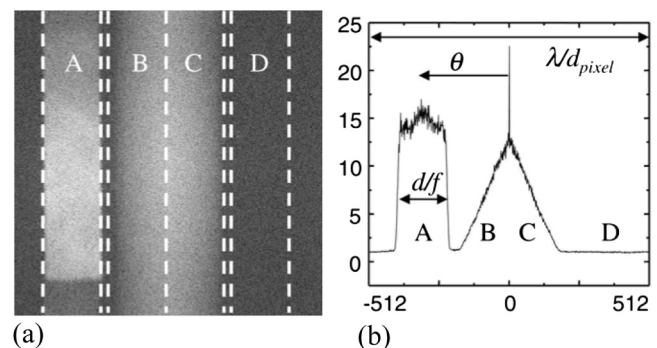 A B C D
(a)
25
20
15
10
5
0
λ/d_pixel
θ
d/f
A B C D
-512 0 512
(b)